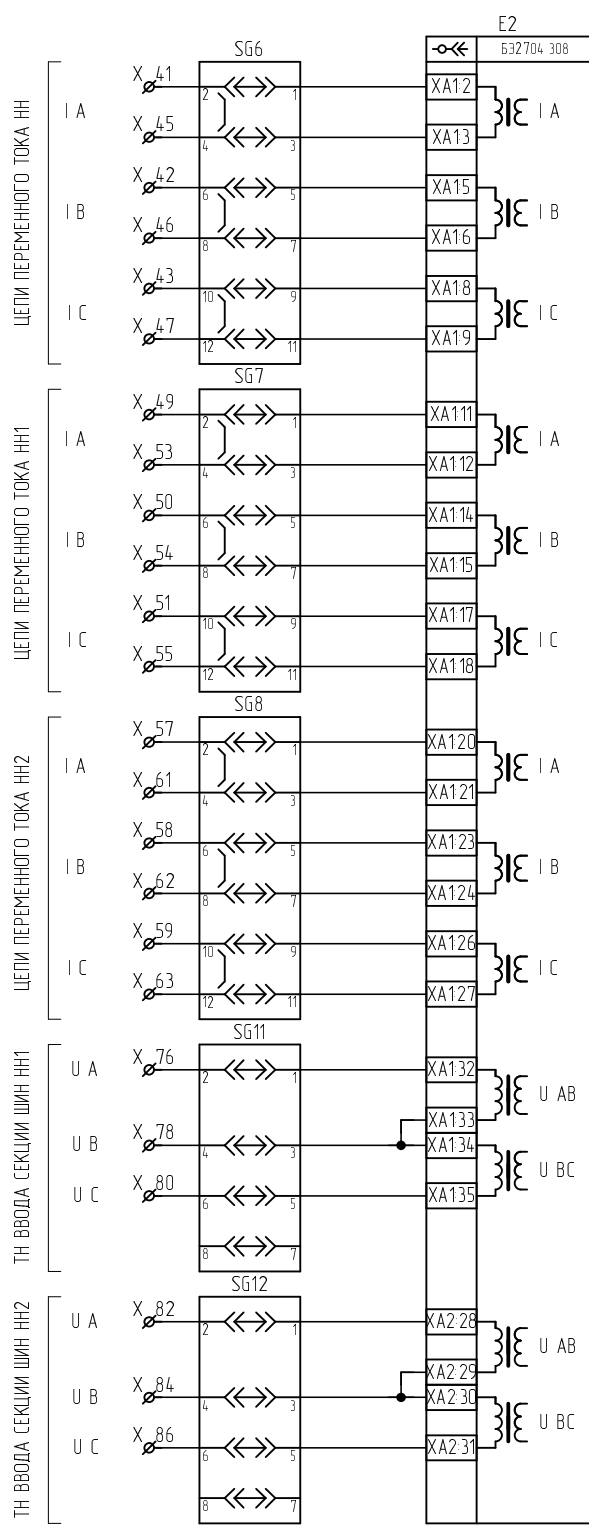 E2
SG6
Б32704 308
ЦЕПИ ПЕРЕМЕННОГО ТОКА НН
X 41 2 1 XA1:2
I A I A
X 45 4 3 XA1:3
X 42 6 5 XA1:5
I B I B
X 46 8 7 XA1:6
X 43 10 9 XA1:8
I C I C
X 47 12 11 XA1:9
SG7
ЦЕПИ ПЕРЕМЕННОГО ТОКА НН1
X 49 2 1 XA1:11
I A I A
X 53 4 3 XA1:12
X 50 6 5 XA1:14
I B I B
X 54 8 7 XA1:15
X 51 10 9 XA1:17
I C I C
X 55 12 11 XA1:18
SG8
ЦЕПИ ПЕРЕМЕННОГО ТОКА НН2
X 57 2 1 XA1:20
I A I A
X 61 4 3 XA1:21
X 58 6 5 XA1:23
I B I B
X 62 8 7 XA1:24
X 59 10 9 XA1:26
I C I C
X 63 12 11 XA1:27
SG11
ТН ВВОДА СЕКЦИИ ШИН НН1
U A X 76 2 1 XA1:32
U AB
XA1:33
U B X 78 4 3 XA1:34
U BC
U C X 80 6 5 XA1:35
8 7
SG12
ТН ВВОДА СЕКЦИИ ШИН НН2
U A X 82 2 1 XA2:28
U AB
XA2:29
U B X 84 4 3 XA2:30
U BC
U C X 86 6 5 XA2:31
8 7